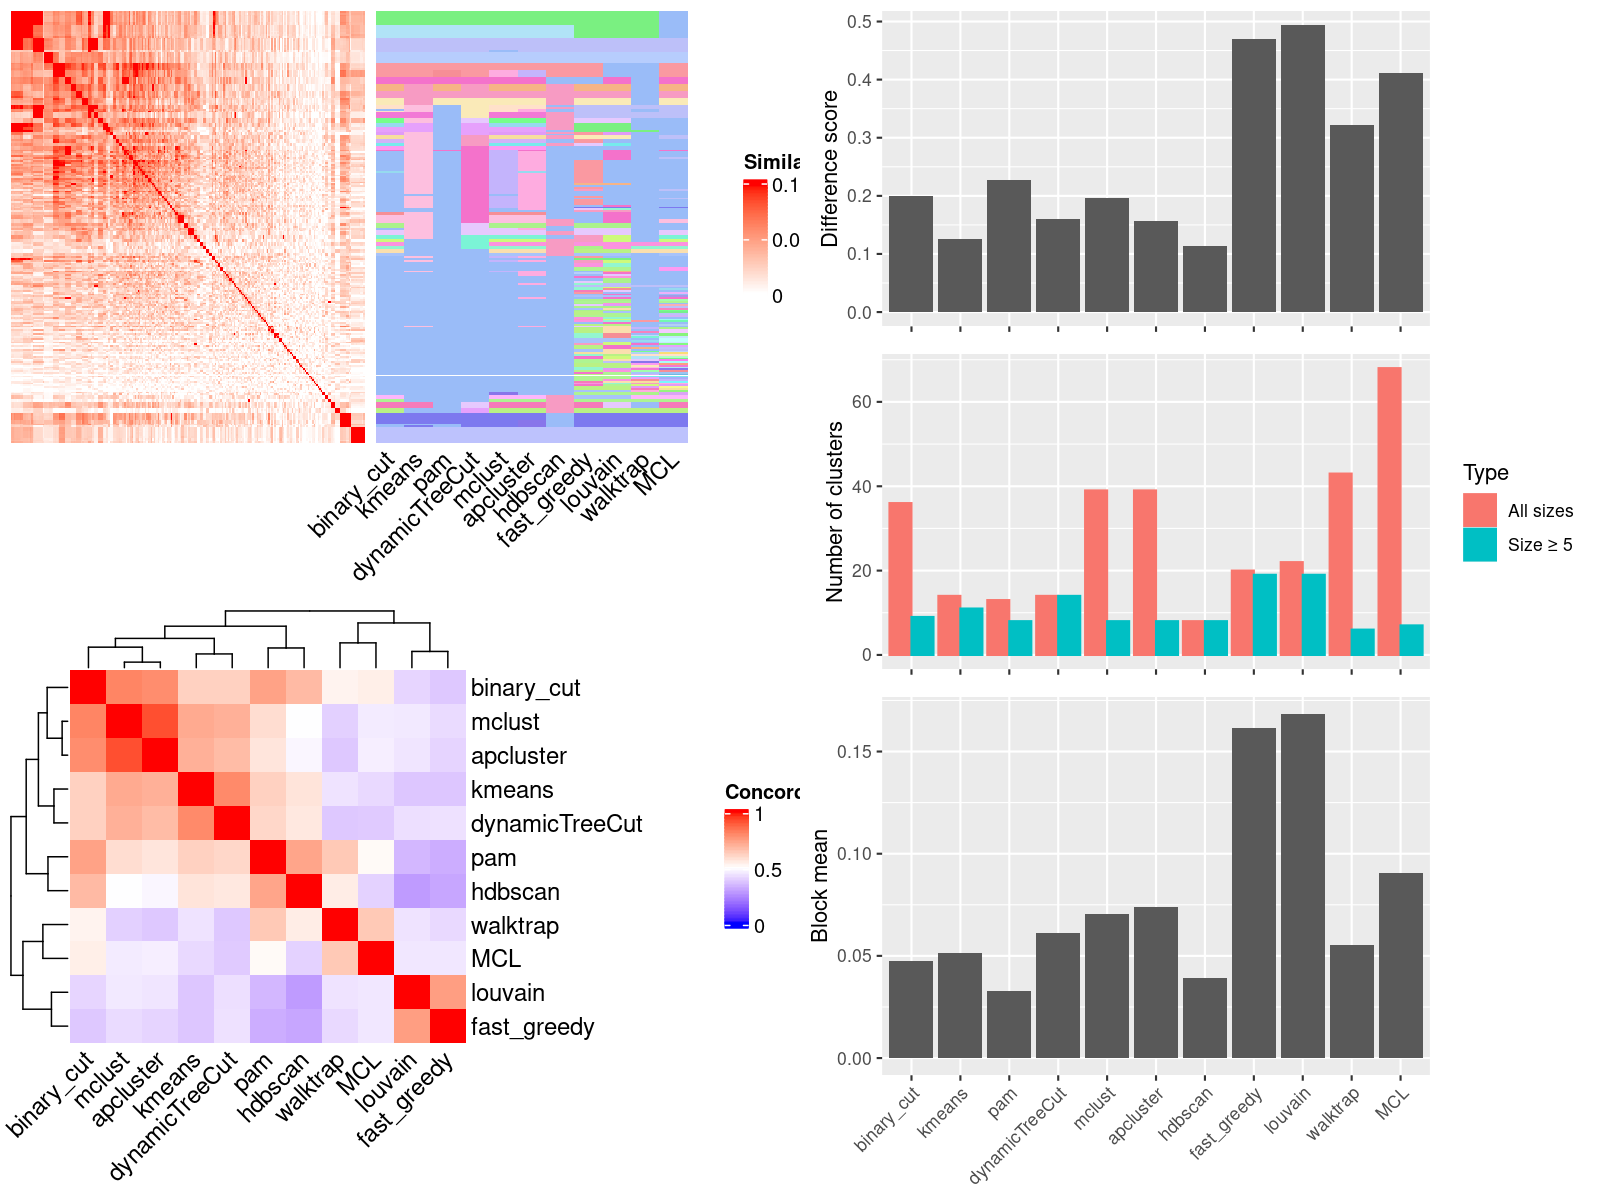 Simila
0.1
0.0
0
binary_cut
kmeans
pam
dynamicTreeCut
mclust
apcluster
hdbscan
fast_greedy
louvain
walktrap
MCL
binary_cut
mclust
apcluster
kmeans
dynamicTreeCut
pam
hdbscan
walktrap
MCL
louvain
fast_greedy
binary_cut
mclust
apcluster
kmeans
dynamicTreeCut
pam
hdbscan
walktrap
MCL
louvain
fast_greedy
Concord
1
0.5
0
Difference score
0.5
0.4
0.3
0.2
0.1
0.0
Number of clusters
60
40
20
0
Type
All sizes
Size ≥ 5
Block mean
0.15
0.10
0.05
0.00
binary_cut
kmeans
pam
dynamicTreeCut
mclust
apcluster
hdbscan
fast_greedy
louvain
walktrap
MCL